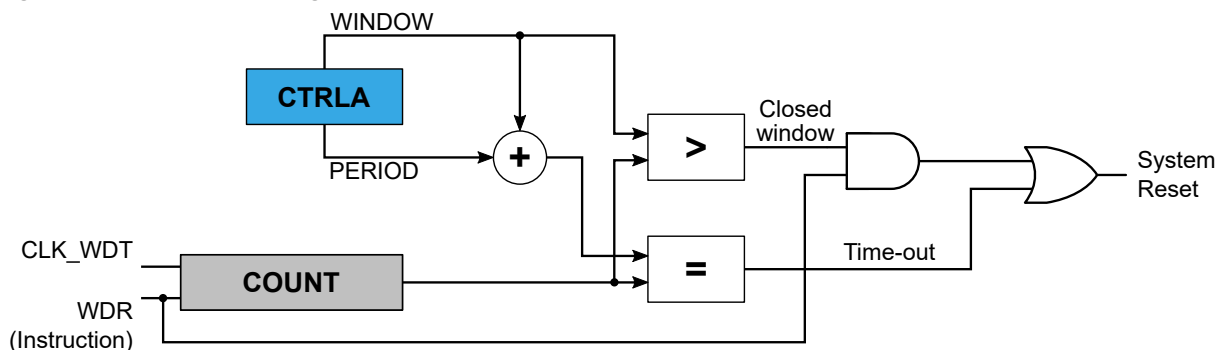 WINDOW
CTRLA
PERIOD
+
>
Closed
window
System
Reset
CLK_WDT
COUNT
=
Time-out
WDR
(Instruction)